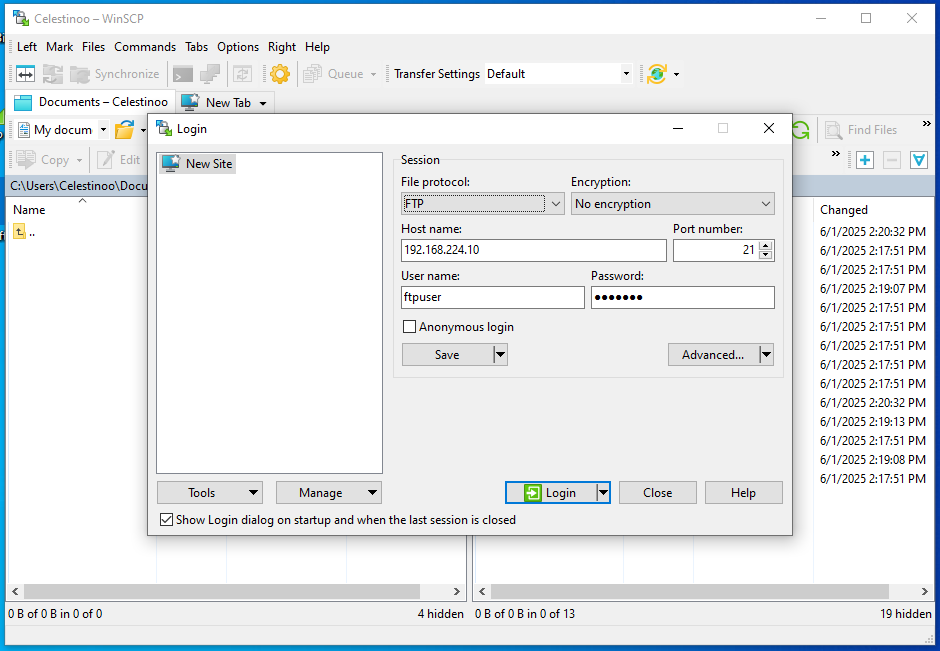 Celestinoo – WinSCP
Left Mark Files Commands Tabs Options Right Help
Synchronize Queue Transfer Settings Default
Documents – Celestinoo New Tab
My docum Find Files
Copy Edit
C:\Users\Celestinoo\Docu
Name
..
Login
New Site
Session
File protocol: Encryption:
FTP No encryption
Host name: Port number:
192.168.224.10 21
User name: Password:
ftpuser ●●●●●●●
Anonymous login
Save Advanced...
Tools Manage Login Close Help
Show Login dialog on startup and when the last session is closed
Changed
6/1/2025 2:20:32 PM
6/1/2025 2:17:51 PM
6/1/2025 2:17:51 PM
6/1/2025 2:19:07 PM
6/1/2025 2:17:51 PM
6/1/2025 2:17:51 PM
6/1/2025 2:17:51 PM
6/1/2025 2:17:51 PM
6/1/2025 2:17:51 PM
6/1/2025 2:20:32 PM
6/1/2025 2:19:13 PM
6/1/2025 2:17:51 PM
6/1/2025 2:19:08 PM
6/1/2025 2:17:51 PM
0 B of 0 B in 0 of 0 4 hidden 0 B of 0 B in 0 of 13 19 hidden